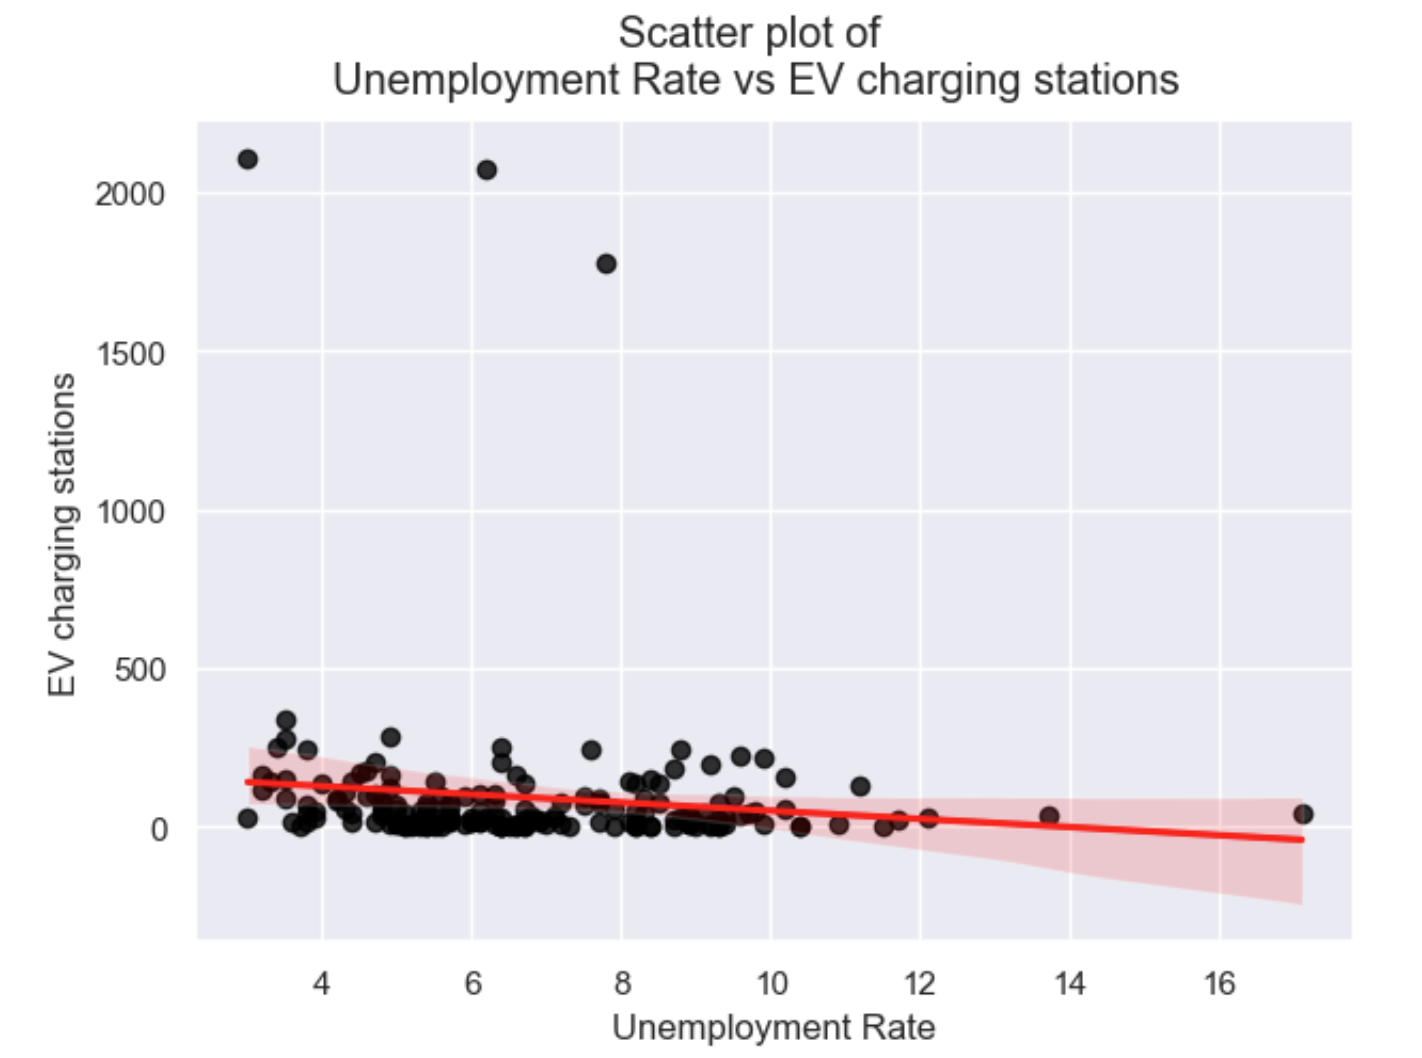 Scatter plot of
Unemployment Rate vs EV charging stations
EV charging stations
2000
1500
1000
500
0
4 6 8 10 12 14 16
Unemployment Rate